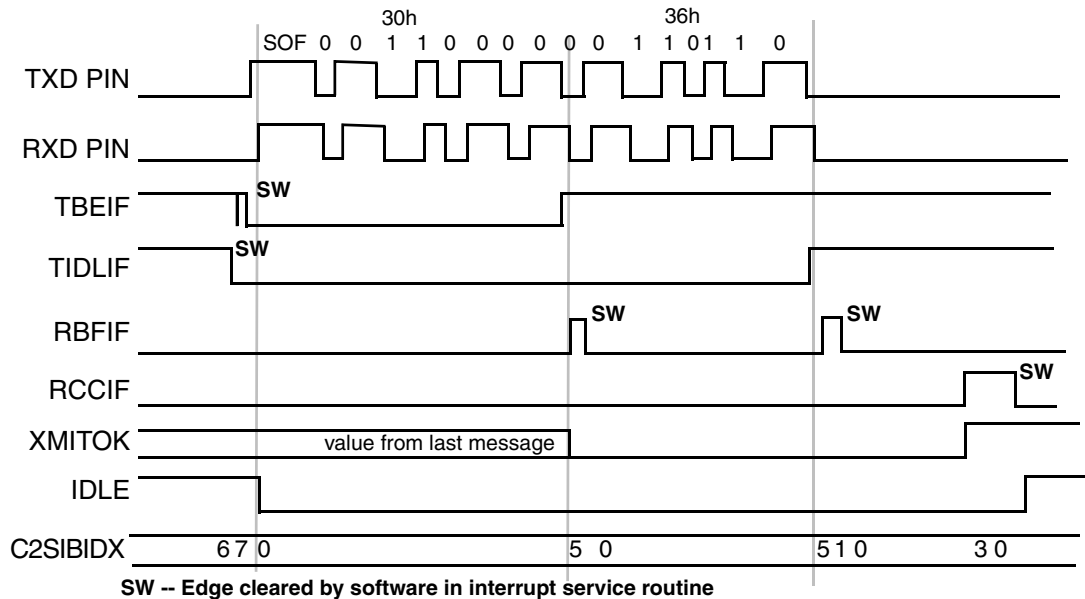 30h 36h
SOF 0 0 1 1 0 0 0 0 0 0 1 1 0 1 1 0
TXD PIN
RXD PIN
TBEIF SW
TIDLIF SW
RBFIF SW SW
RCCIF SW
XMITOK value from last message
IDLE
C2SIBIDX 6 7 0 5 0 5 1 0 3 0
SW -- Edge cleared by software in interrupt service routine